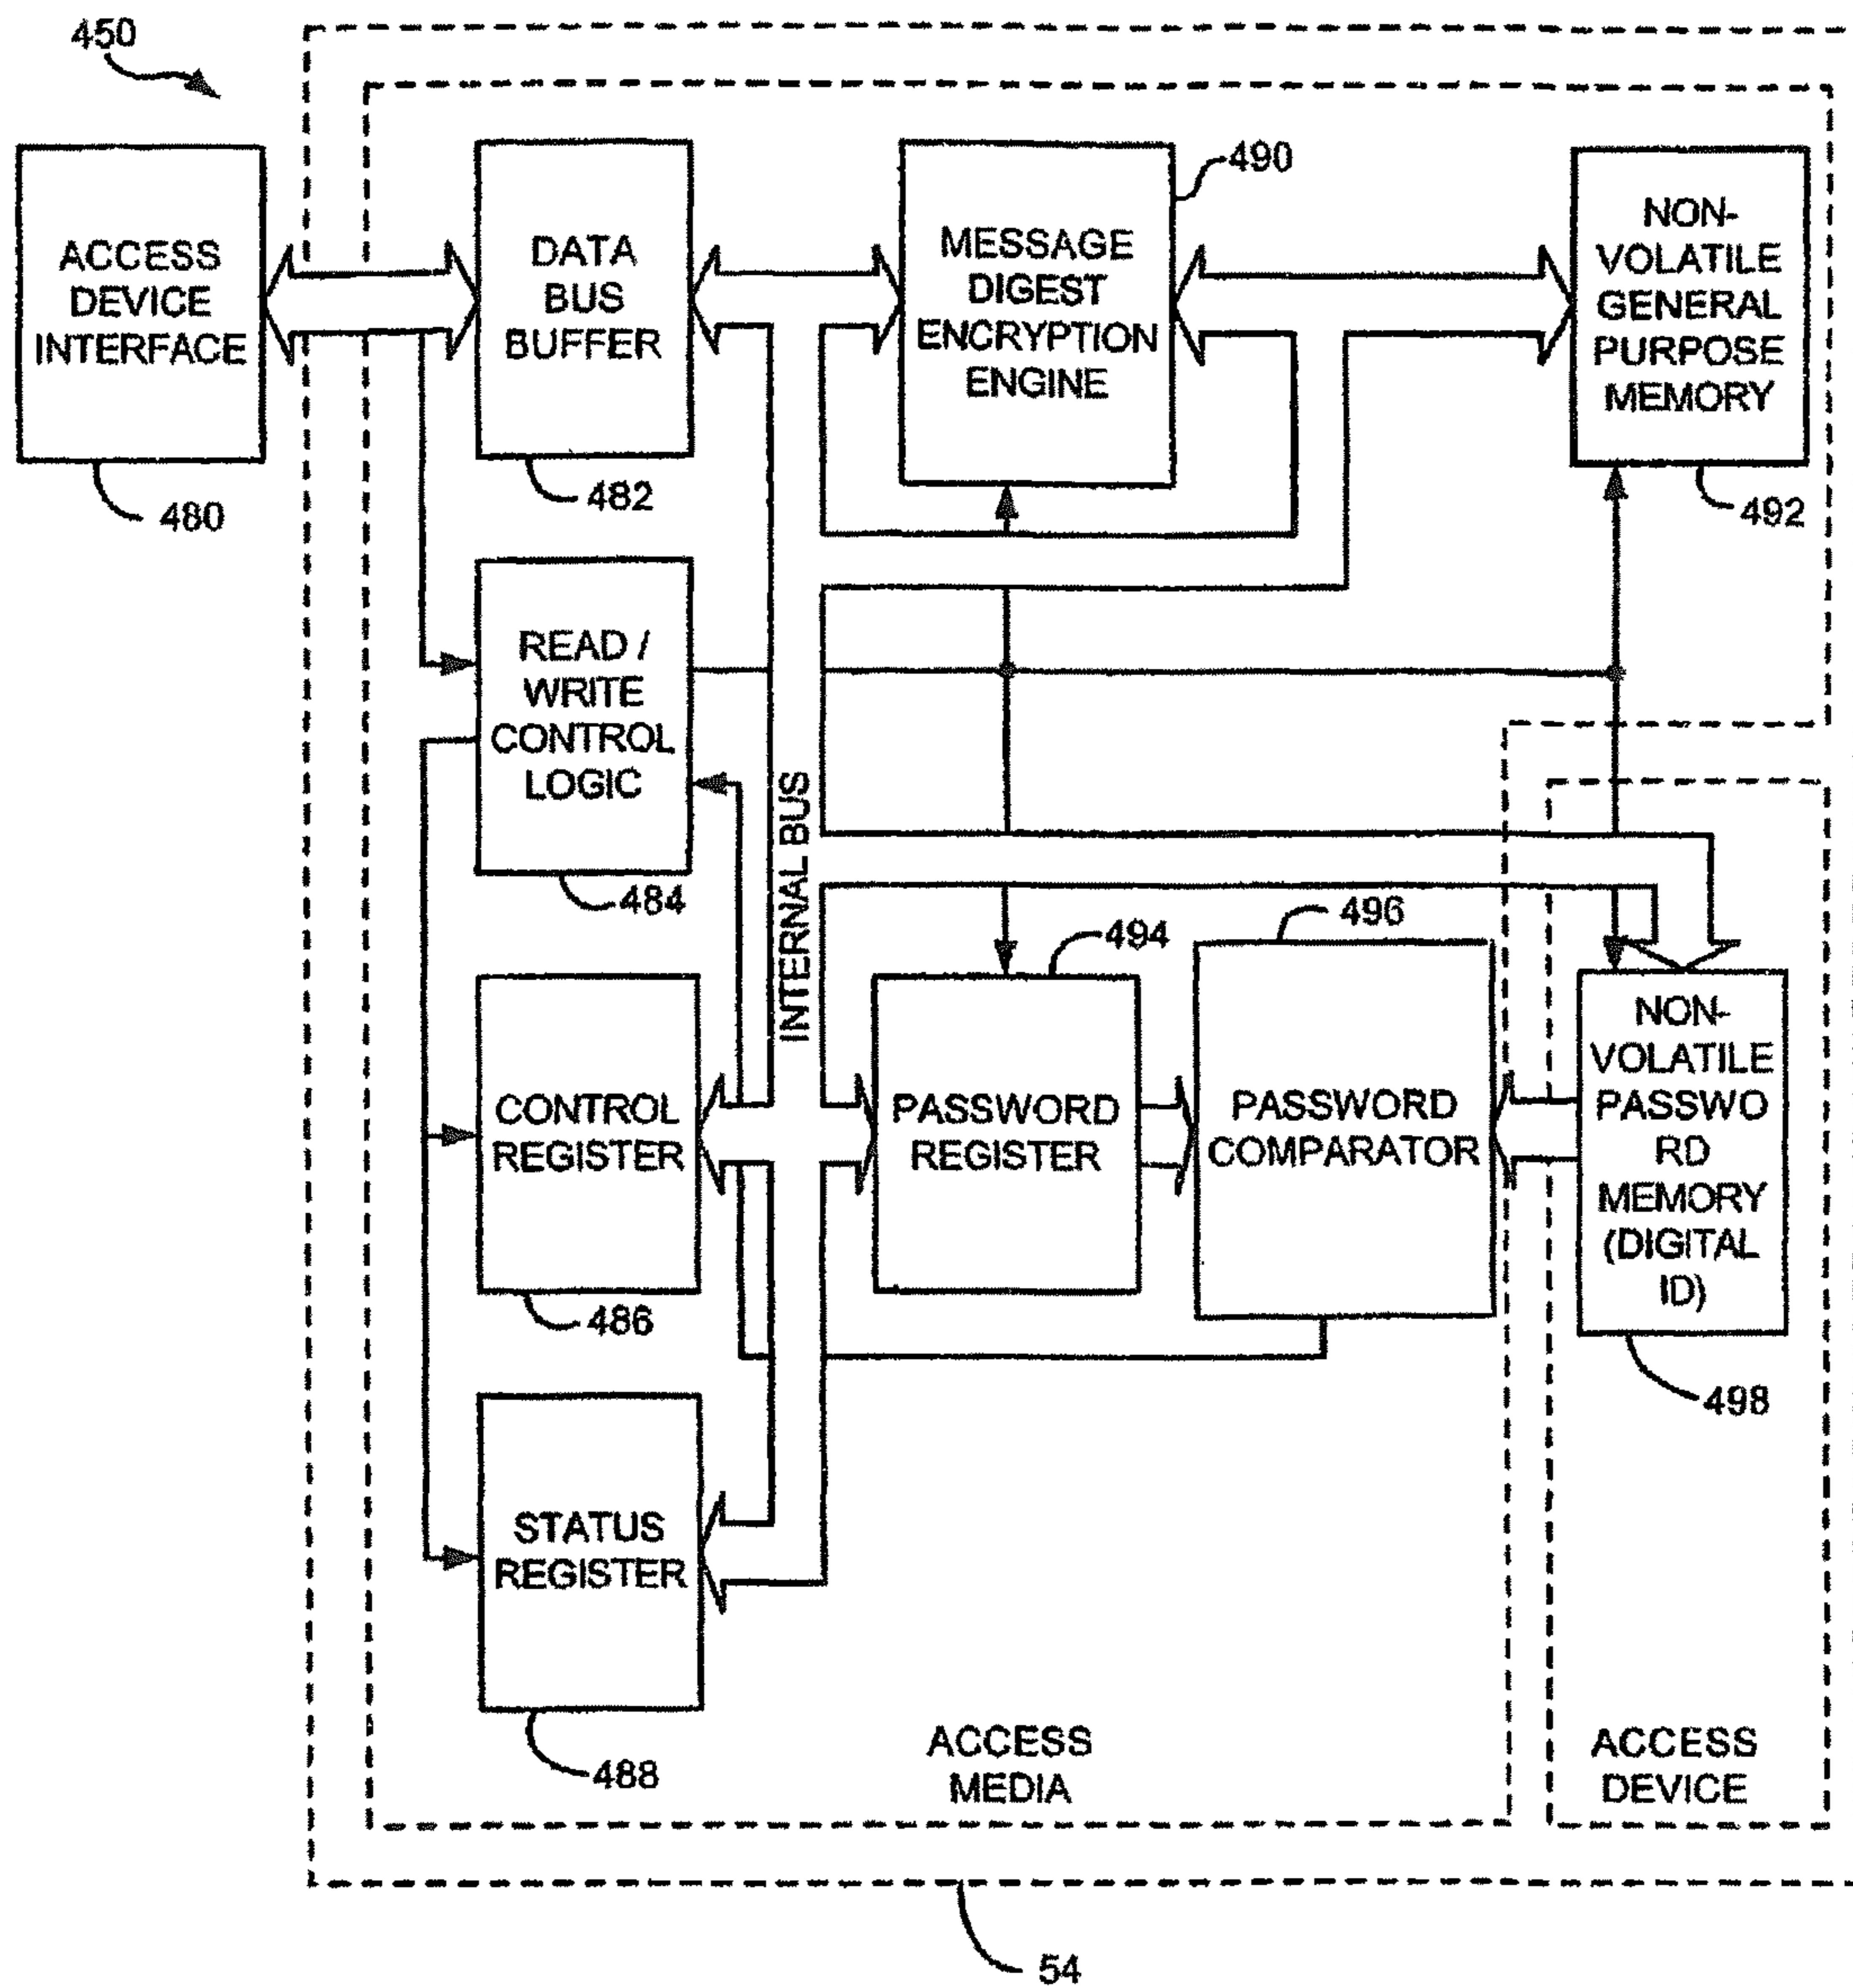 450
ACCESS
DEVICE
INTERFACE
480
DATA
BUS
BUFFER
482
MESSAGE
DIGEST
ENCRYPTION
ENGINE
490
NON-
VOLATILE
GENERAL
PURPOSE
MEMORY
492
READ /
WRITE
CONTROL
LOGIC
484
INTERNAL BUS
CONTROL
REGISTER
486
PASSWORD
REGISTER
494
PASSWORD
COMPARATOR
496
NON-
VOLATILE
PASSWO
RD
MEMORY
(DIGITAL
ID)
498
STATUS
REGISTER
488
ACCESS
MEDIA
ACCESS
DEVICE
54